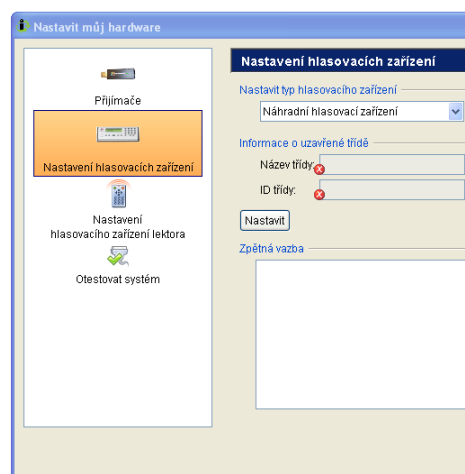 Nastavit můj hardware
Přijímače
Nastavení hlasovacích zařízení
Nastavení
hlasovacího zařízení lektora
Otestovat systém
Nastavení hlasovacích zařízení
Nastavit typ hlasovacího zařízení
Náhradní hlasovací zařízení
Informace o uzavřené třídě
Název třídy:
ID třídy:
Nastavit
Zpětná vazba